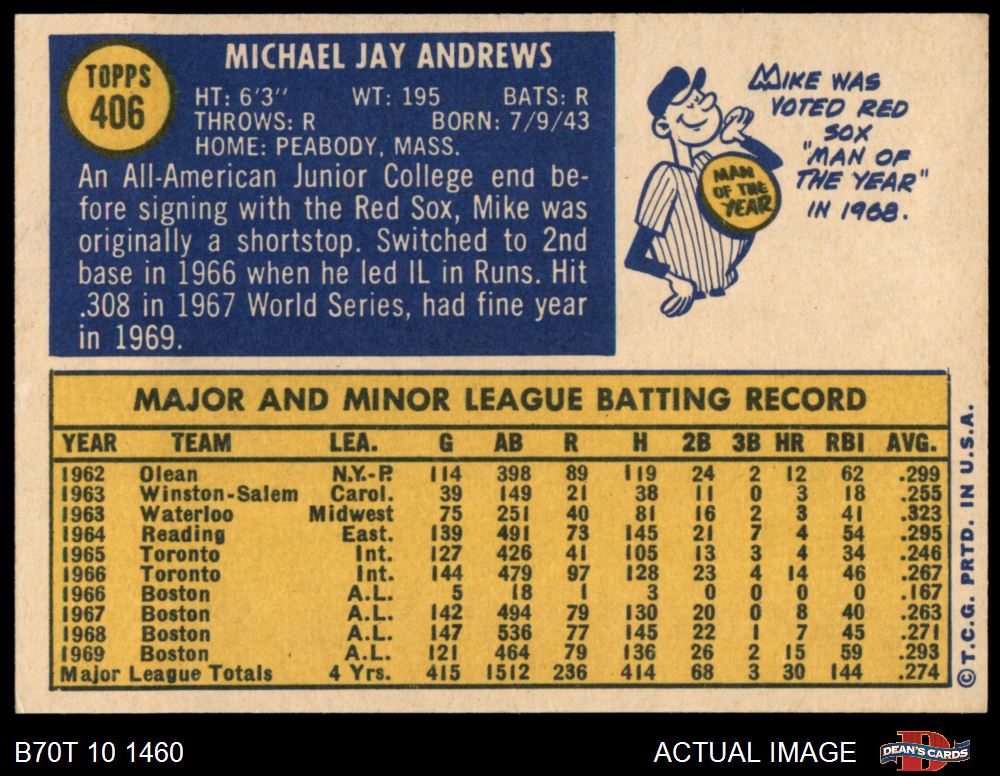 TOPPS
406
MICHAEL JAY ANDREWS
HT: 6'3'' WT: 195 BATS: R
THROWS: R BORN: 7/9/43
HOME: PEABODY, MASS.
An All-American Junior College end be-
fore signing with the Red Sox, Mike was
originally a shortstop. Switched to 2nd
base in 1966 when he led IL in Runs. Hit
.308 in 1967 World Series, had fine year
in 1969.
MAN
OF THE
YEAR
MIKE WAS
VOTED RED
SOX
"MAN OF
THE YEAR"
IN 1968.
MAJOR AND MINOR LEAGUE BATTING RECORD
YEAR TEAM LEA. G AB R H 2B 3B HR RBI AVG.
1962 Olean N.Y.-P. 114 398 89 119 24 2 12 62 .299
1963 Winston-Salem Carol. 39 149 21 38 11 0 3 18 .255
1963 Waterloo Midwest 75 251 40 81 16 2 3 41 .323
1964 Reading East. 139 491 73 145 21 7 4 54 .295
1965 Toronto Int. 127 426 41 105 13 3 4 34 .246
1966 Toronto Int. 144 479 97 128 23 4 14 46 .267
1966 Boston A.L. 5 18 1 3 0 0 0 0 .167
1967 Boston A.L. 142 494 79 130 20 0 8 40 .263
1968 Boston A.L. 147 536 77 145 22 1 7 45 .271
1969 Boston A.L. 121 464 79 136 26 2 15 59 .293
Major League Totals 4 Yrs. 415 1512 236 414 68 3 30 144 .274
© T.C.G. PRTD. IN U.S.A.
B70T 10 1460
ACTUAL IMAGE
D
DEAN'S CARDS